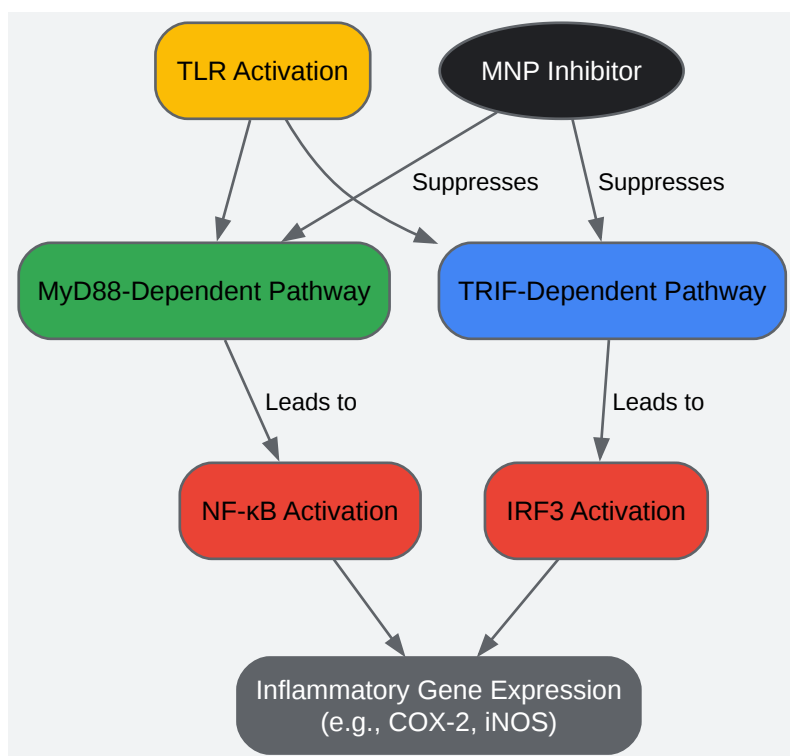 TLR Activation
MNP Inhibitor
Suppresses
Suppresses
MyD88-Dependent Pathway
TRIF-Dependent Pathway
Leads to
Leads to
NF-κB Activation
IRF3 Activation
Inflammatory Gene Expression
(e.g., COX-2, iNOS)